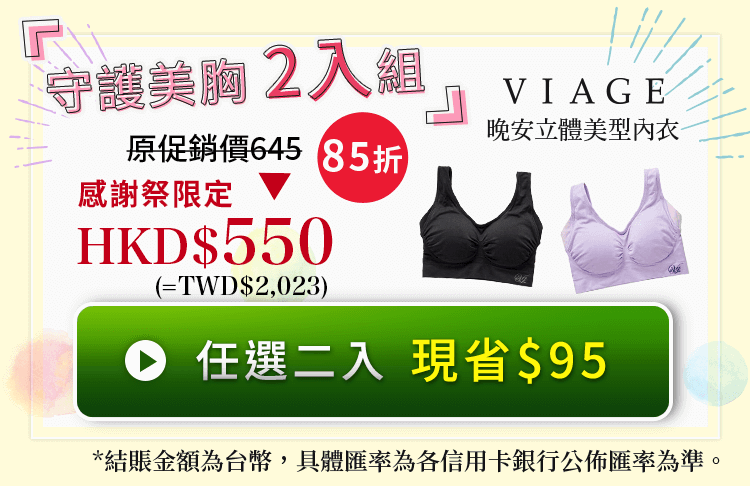 『守護美胸 2入組』
VIAGE
晚安立體美型內衣
原促銷價645
85折
感謝祭限定
HKD$550
(=TWD$2,023)
任選二入 現省$95
*結賬金額為台幣，具體匯率為各信用卡銀行公佈匯率為準。